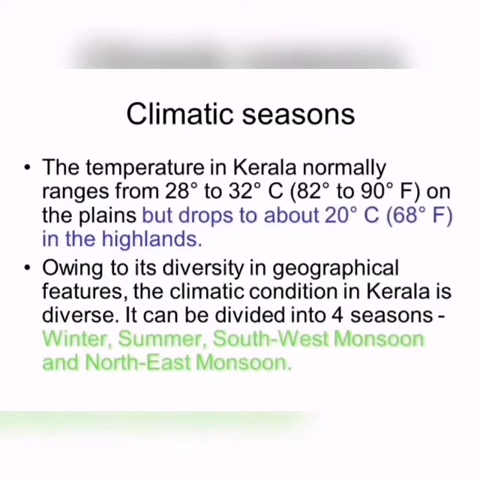 Climatic seasons
• The temperature in Kerala normally
ranges from 28° to 32° C (82° to 90° F) on
the plains but drops to about 20° C (68° F)
in the highlands.
• Owing to its diversity in geographical
features, the climatic condition in Kerala is
diverse. It can be divided into 4 seasons -
Winter, Summer, South-West Monsoon
and North-East Monsoon.